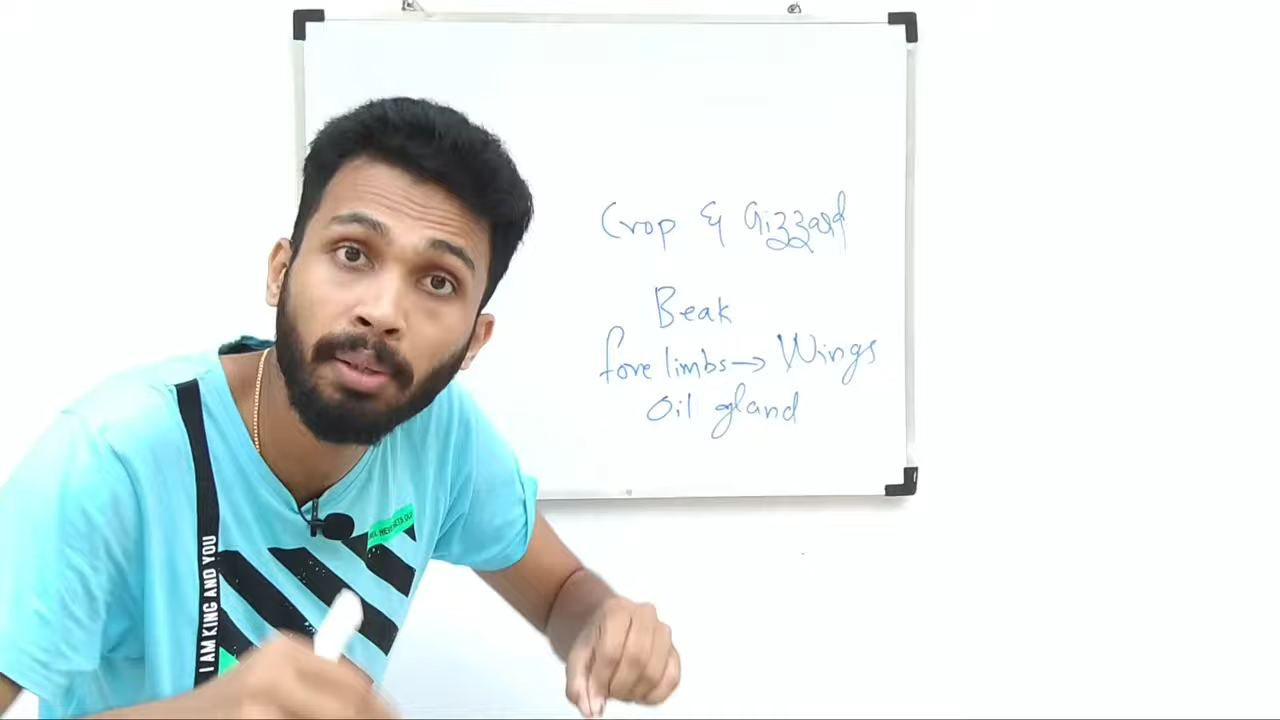 Crop & Gizzard
Beak
fore limbs → Wings
Oil gland
I AM KING AND YOU